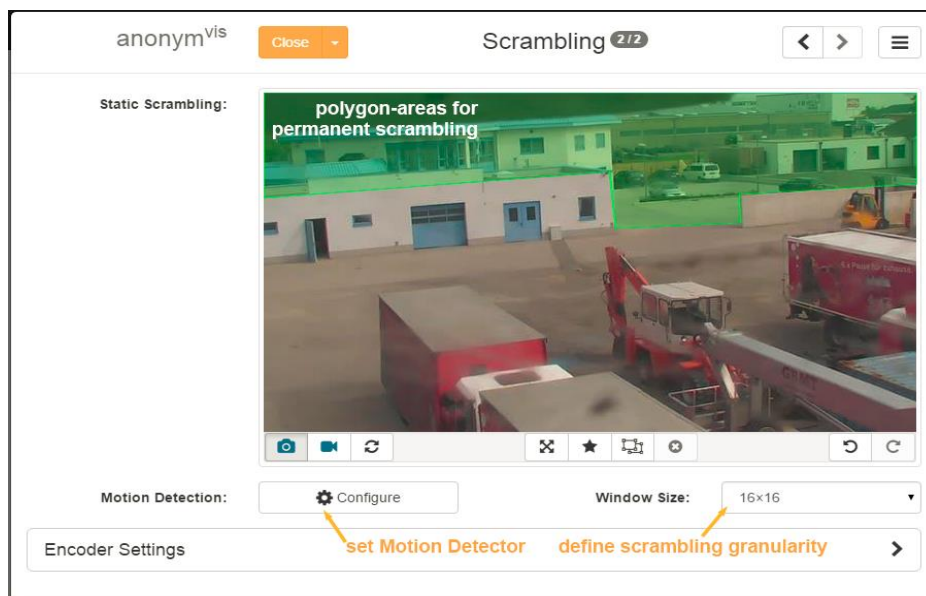 anonymvis
Close
Scrambling 2/2
Static Scrambling:
polygon-areas for
permanent scrambling
Motion Detection:
Configure
Window Size:
16×16
set Motion Detector
define scrambling granularity
Encoder Settings